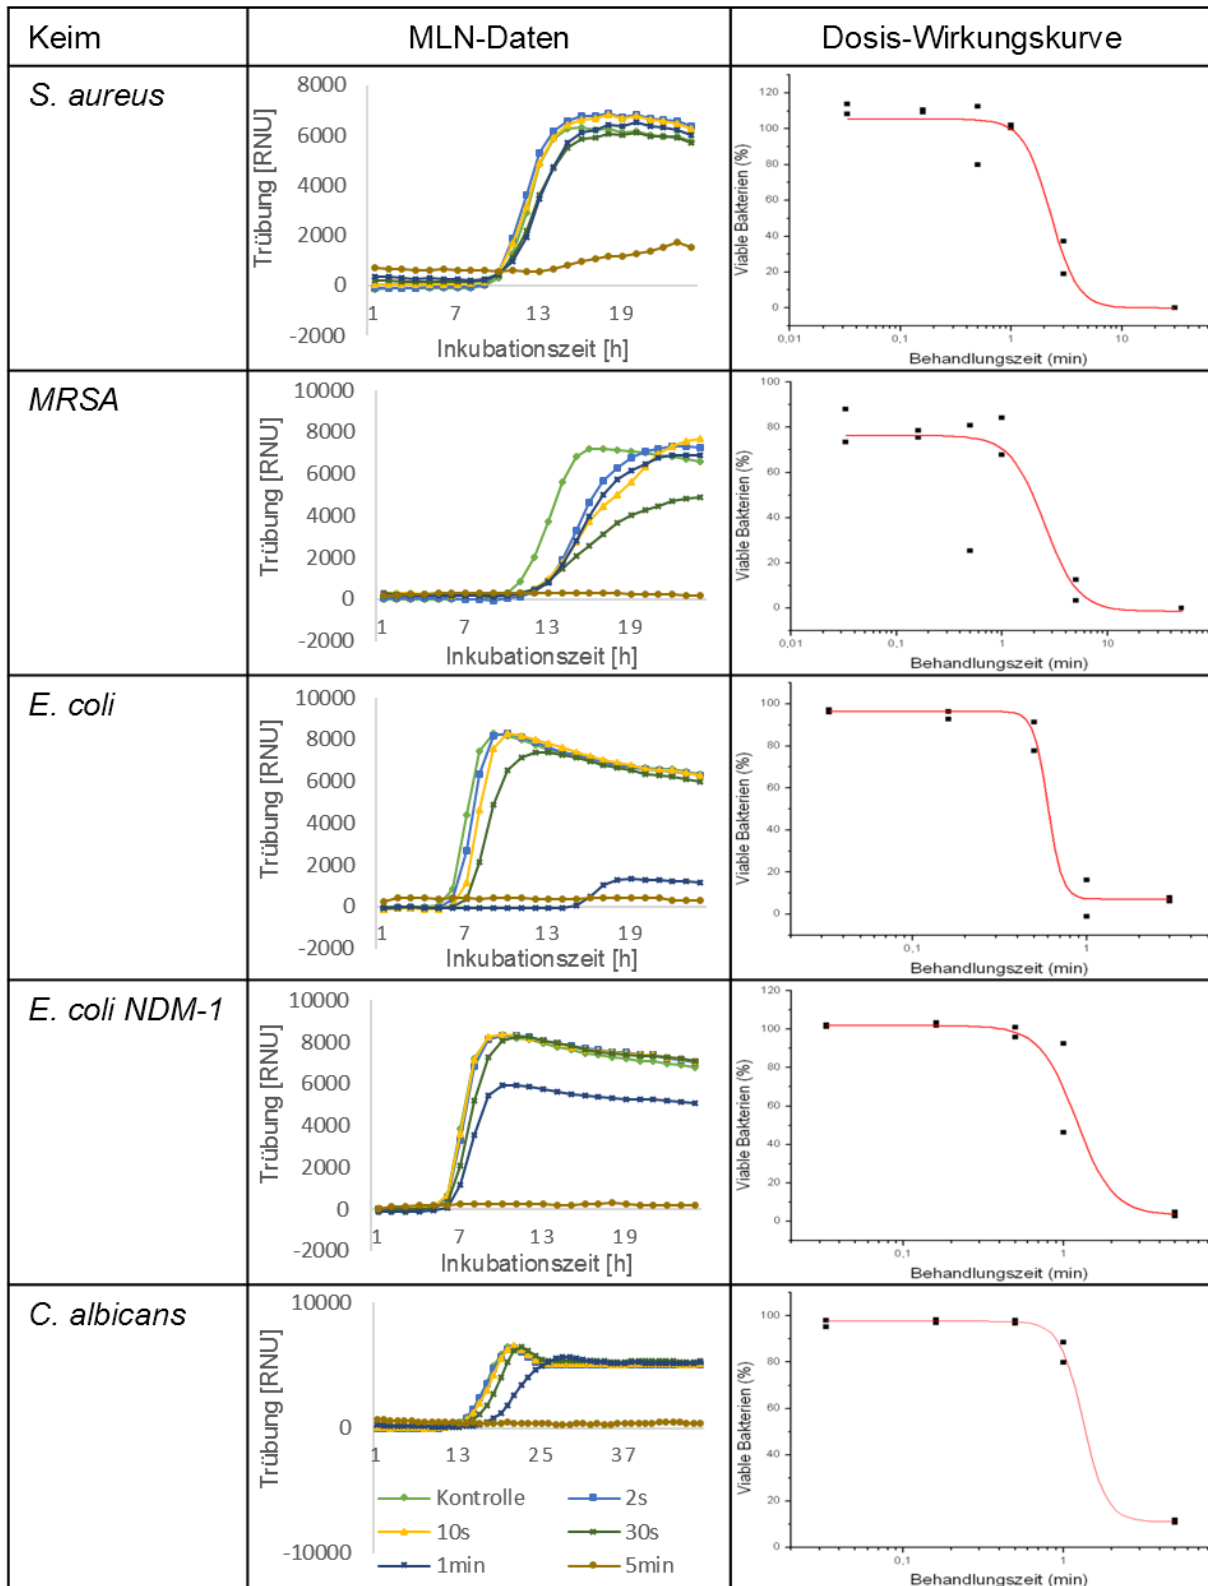 Keim MLN-Daten Dosis-Wirkungskurve
S. aureus
8000
6000
4000
2000
0
-2000
Trübung [RNU]
1 7 13 19
Inkubationszeit [h]
120
100
80
60
40
20
0
Viable Bakterien (%)
0,01 0,1 1 10
Behandlungszeit (min)
MRSA
10000
8000
6000
4000
2000
0
-2000
Trübung [RNU]
1 7 13 19
Inkubationszeit [h]
100
80
60
40
20
0
Viable Bakterien (%)
0,01 0,1 1 10
Behandlungszeit (min)
E. coli
10000
8000
6000
4000
2000
0
-2000
Trübung [RNU]
1 7 13 19
Inkubationszeit [h]
100
80
60
40
20
0
Viable Bakterien (%)
0,1 1
Behandlungszeit (min)
E. coli NDM-1
10000
8000
6000
4000
2000
0
-2000
Trübung [RNU]
1 7 13 19
Inkubationszeit [h]
120
100
80
60
40
20
0
Viable Bakterien (%)
0,1 1
Behandlungszeit (min)
C. albicans
10000
0
-10000
Trübung [RNU]
1 13 25 37
Kontrolle 2s
10s 30s
1min 5min
100
80
60
40
20
0
Viable Bakterien (%)
0,1 1
Behandlungszeit (min)